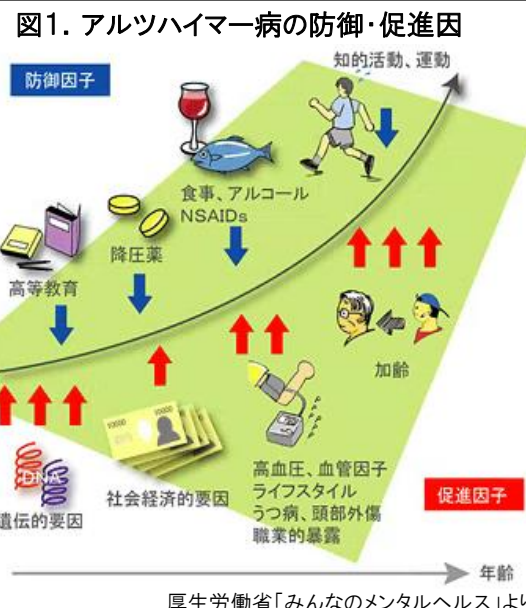 図1. アルツハイマー病の防御・促進因
知的活動、運動
防御因子
食事、アルコール
NSAIDs
降圧薬
高等教育
加齢
DNA
遺伝的要因
10000 10000
社会経済的要因
高血圧、血管因子
ライフスタイル
うつ病、頭部外傷
職業的暴露
促進因子
年齢
厚生労働省「みんなのメンタルヘルス」より